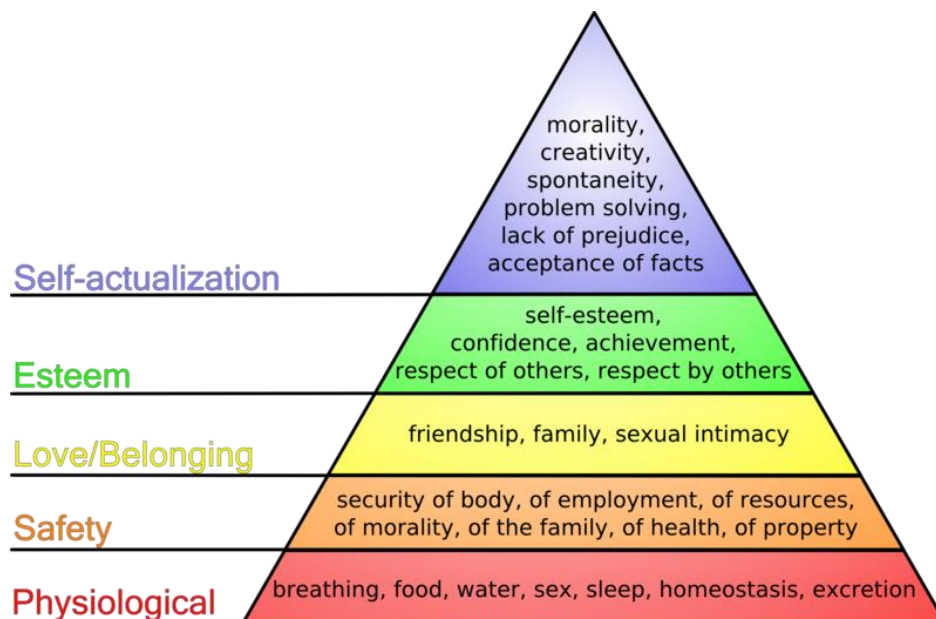 morality,
creativity,
spontaneity,
problem solving,
lack of prejudice,
acceptance of facts
Self-actualization
self-esteem,
confidence, achievement,
respect of others, respect by others
Esteem
friendship, family, sexual intimacy
Love/Belonging
security of body, of employment, of resources,
of morality, of the family, of health, of property
Safety
breathing, food, water, sex, sleep, homeostasis, excretion
Physiological